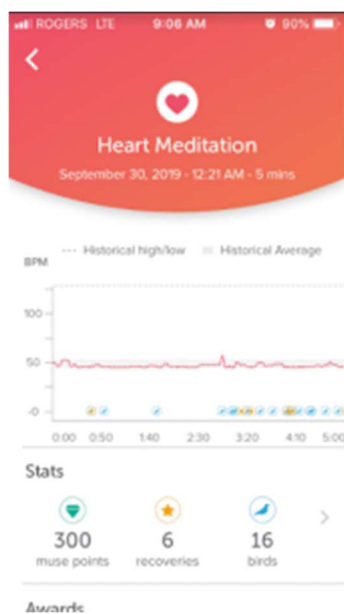 ROGERS LTE 9:06 AM 90%
Heart Meditation
September 30, 2019 - 12:21 AM - 5 mins
--- Historical high/low Historical Average
BPM
100
50
-0
0:00 0:50 1:40 2:30 3:20 4:10 5:00
Stats
300 6 16
muse points recoveries birds
Awards